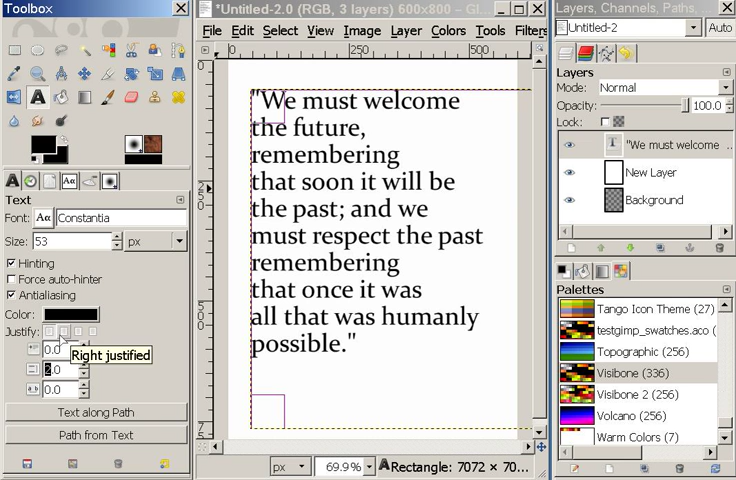 Toolbox
*Untitled-2.0 (RGB, 3 layers) 600x800 – GI...
Layers, Channels, Paths, ...
Untitled-2
Auto
File Edit Select View Image Layer Colors Tools Filters
0 250 500
Layers
Mode: Normal
Opacity: 100.0
Lock:
"We must welcome ..
New Layer
Background
"We must welcome
the future,
remembering
that soon it will be
the past; and we
must respect the past
remembering
that once it was
all that was humanly
possible."
Text
Font: Aa Constantia
Size: 53 px
Hinting
Force auto-hinter
Antialiasing
Color:
Justify:
Right justified
0.0
2.0
0.0
Text along Path
Path from Text
Palettes
Tango Icon Theme (27)
testgimp_swatches.aco (
Topographic (256)
Visibone (336)
Visibone 2 (256)
Volcano (256)
Warm Colors (7)
px 69.9% Rectangle: 7072 × 70...